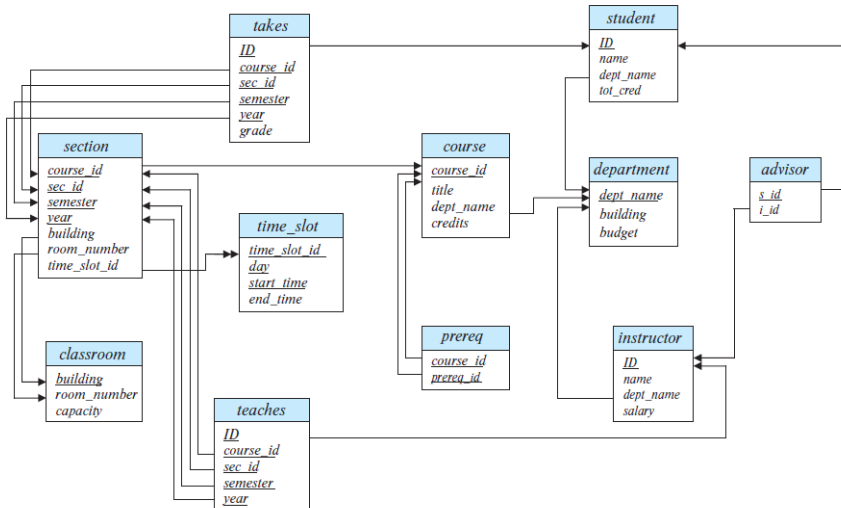 takes
ID
course_id
sec_id
semester
year
grade
student
ID
name
dept_name
tot_cred
section
course_id
sec_id
semester
year
building
room_number
time_slot_id
course
course_id
title
dept_name
credits
department
dept_name
building
budget
advisor
s_id
i_id
time_slot
time_slot_id
day
start_time
end_time
prereq
course_id
prereq_id
instructor
ID
name
dept_name
salary
classroom
building
room_number
capacity
teaches
ID
course_id
sec_id
semester
year